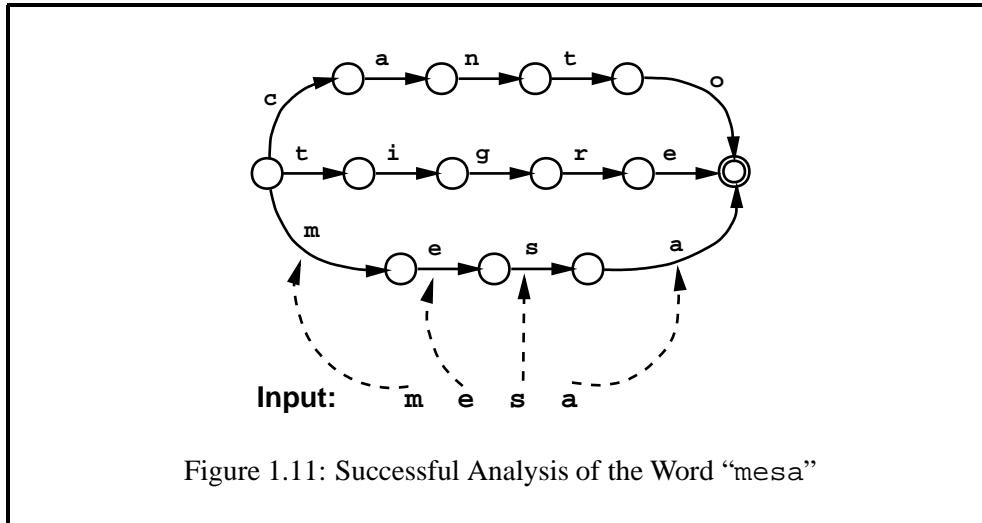 c a n t o
t i g r e
m e s a
Input: m e s a
Figure 1.11: Successful Analysis of the Word “mesa”